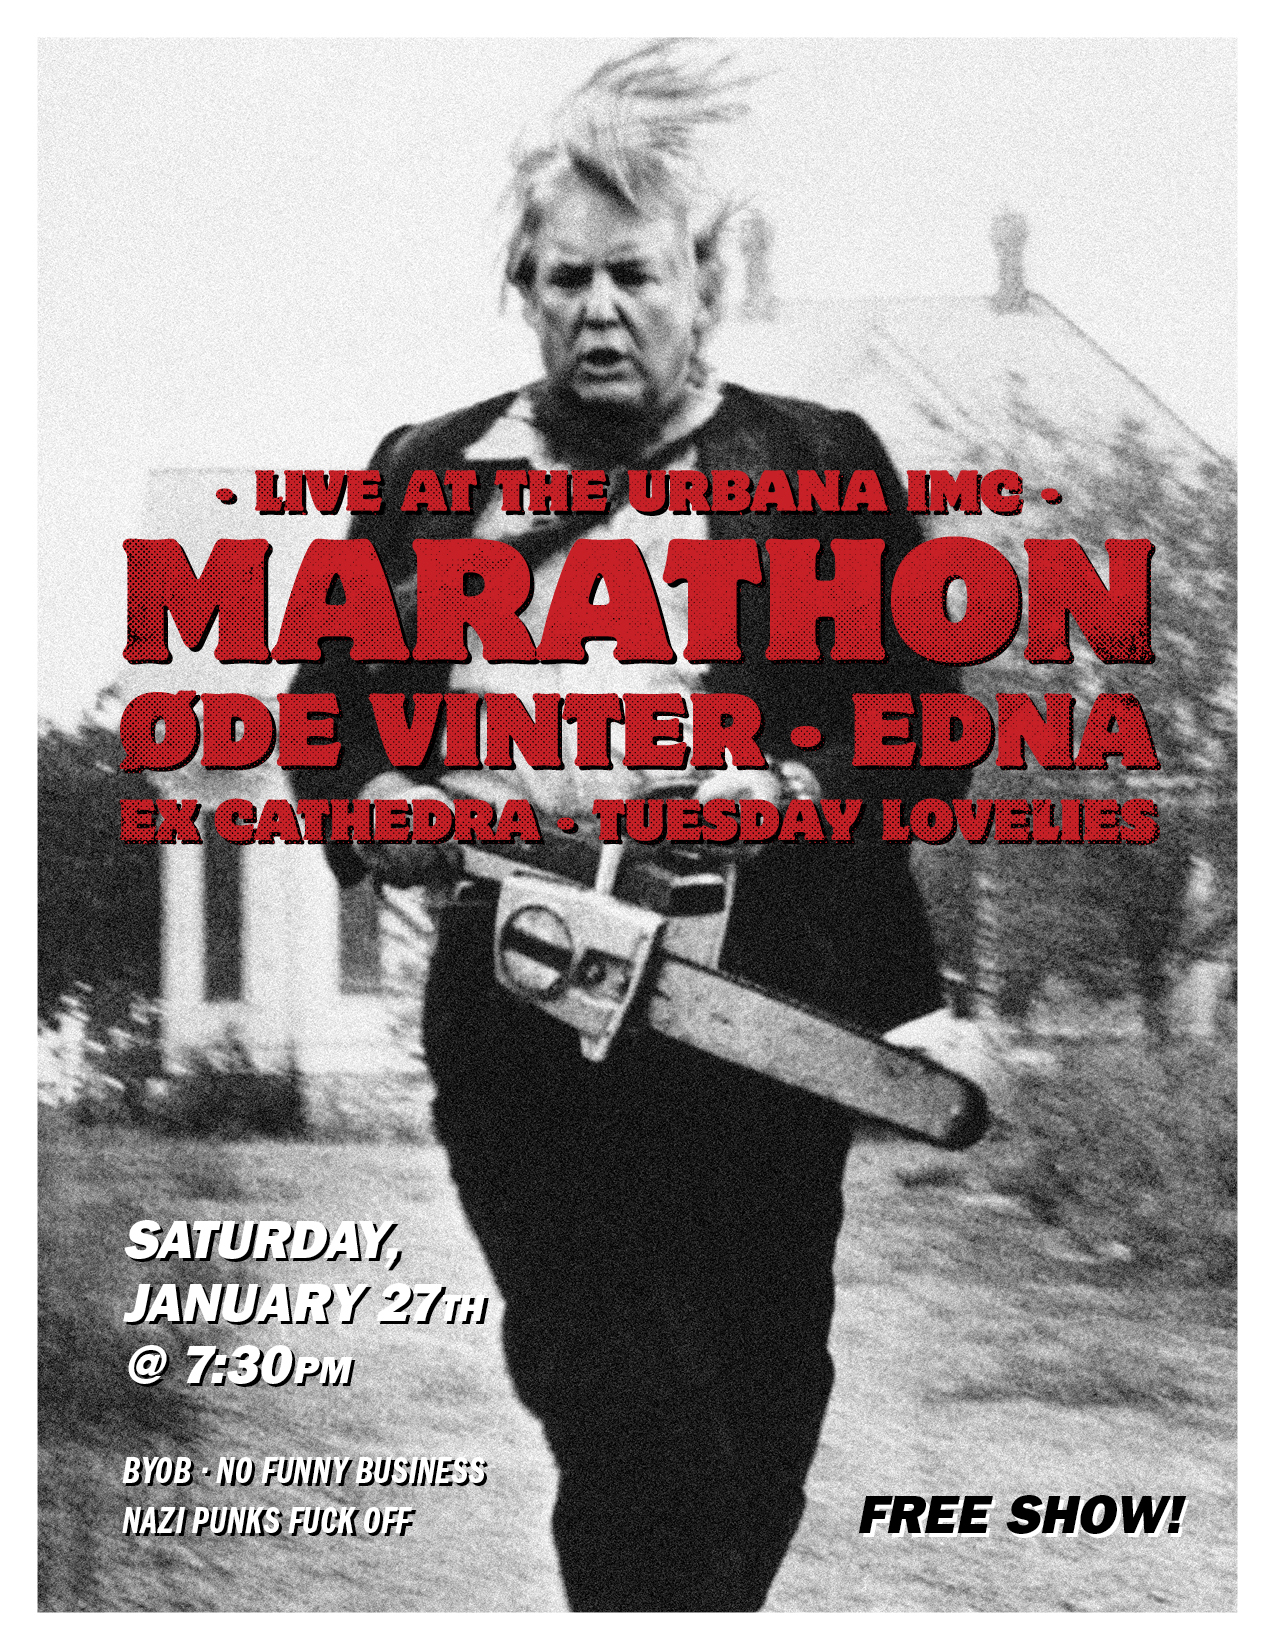 · LIVE AT THE URBANA IMC ·
MARATHON
ØDE VINTER · EDNA
EX CATHEDRA · TUESDAY LOVELIES
SATURDAY,
JANUARY 27TH
@ 7:30PM
BYOB · NO FUNNY BUSINESS
NAZI PUNKS FUCK OFF
FREE SHOW!